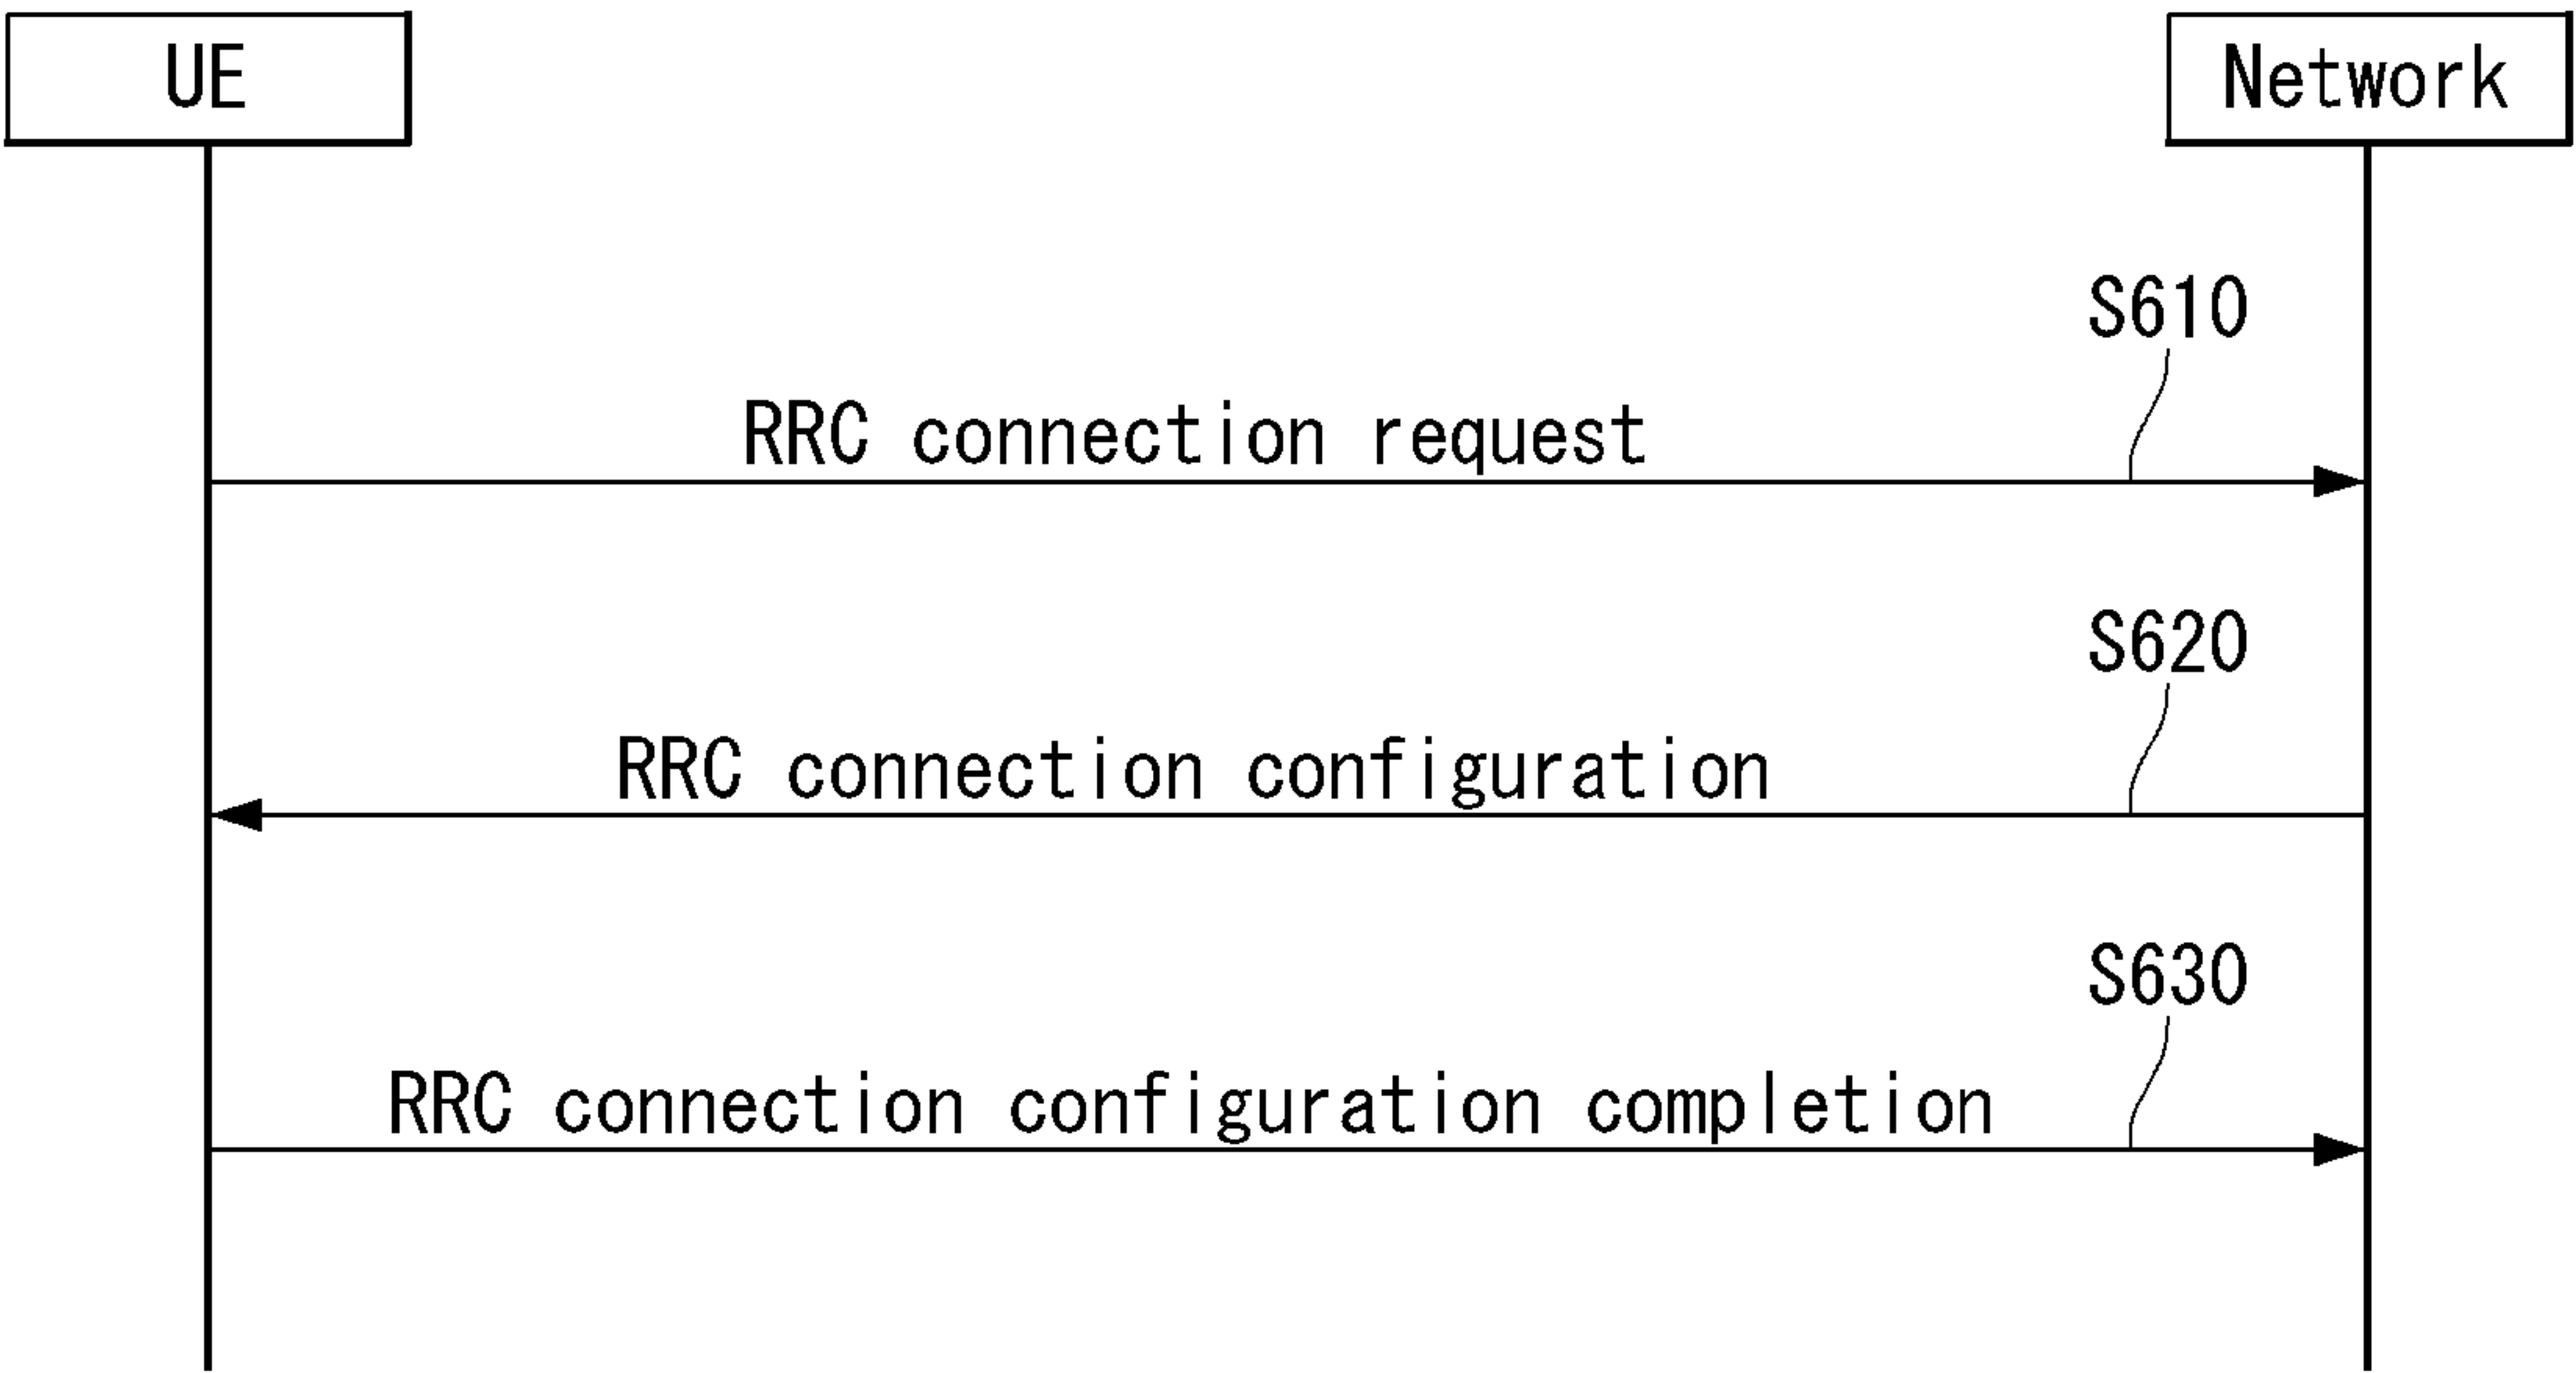 UE
Network
S610
RRC connection request
S620
RRC connection configuration
S630
RRC connection configuration completion